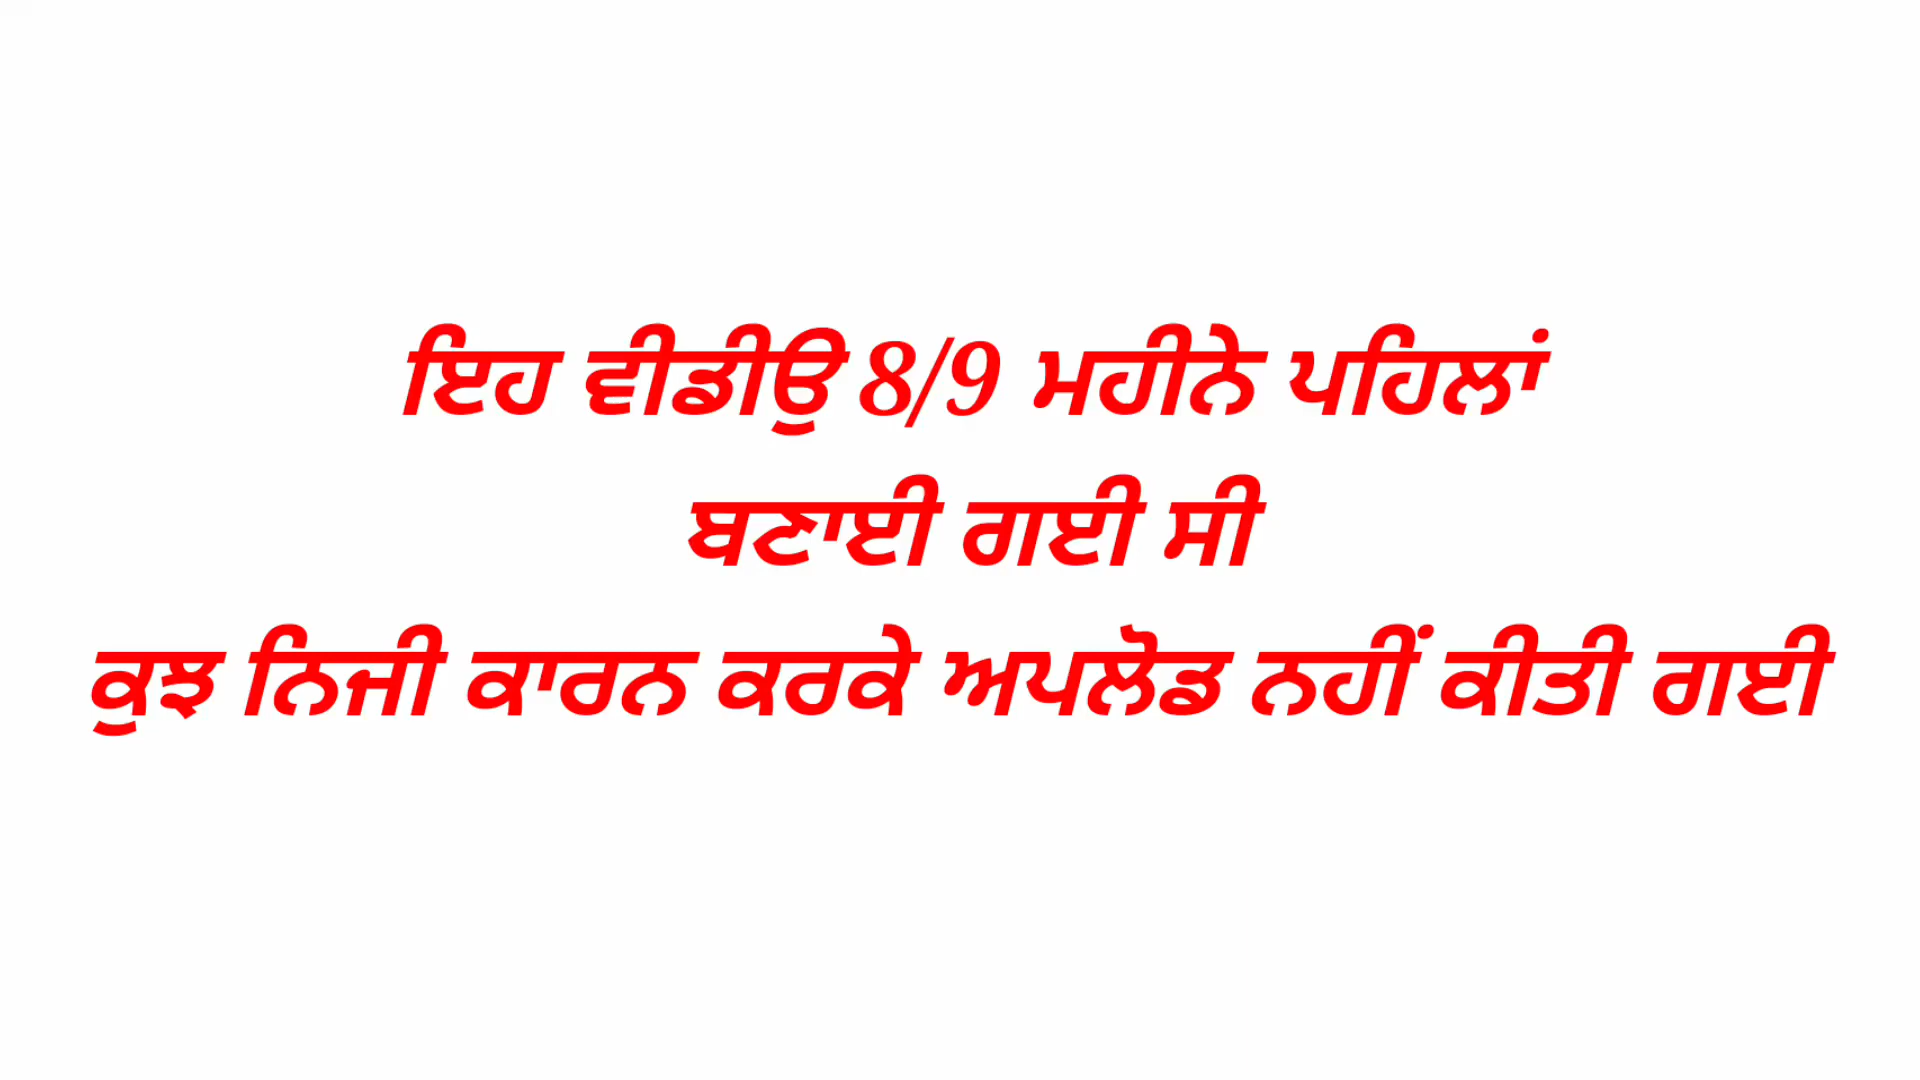 ਇਹ ਵੀਡੀਉ 8/9 ਮਹੀਨੇ ਪਹਿਲਾਂ
ਬਣਾਈ ਗਈ ਸੀ
ਕੁਝ ਨਿਜੀ ਕਾਰਨ ਕਰਕੇ ਅਪਲੋਡ ਨਹੀਂ ਕੀਤੀ ਗਈ